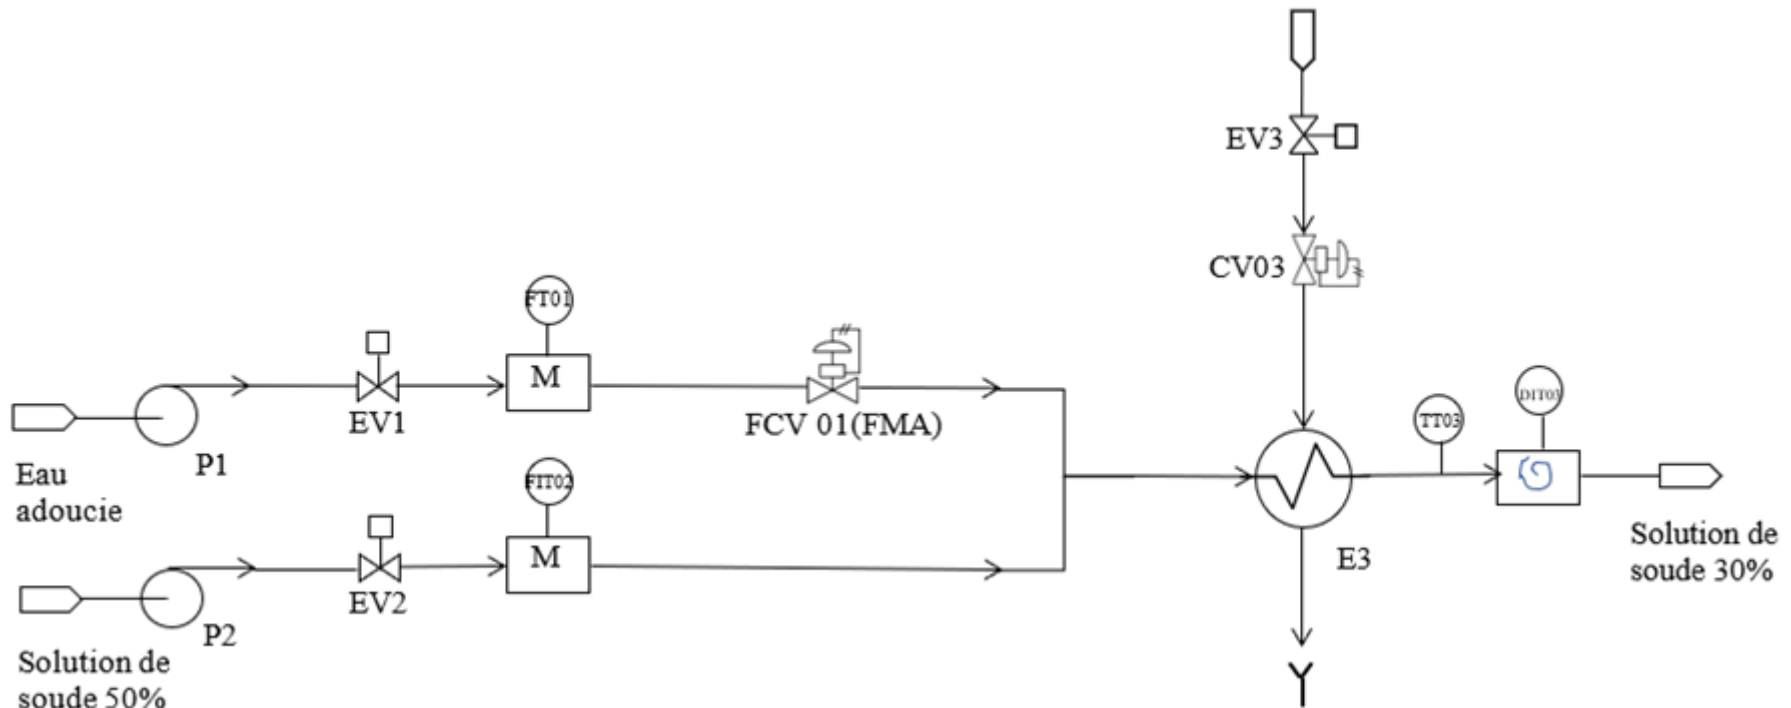 EV3
CV03
FT01
M
EV1
FCV 01(FMA)
P1
Eau
adoucie
FIT02
M
EV2
P2
Solution de
soude 50%
TT03
DIT03
E3
Solution de
soude 30%
Y